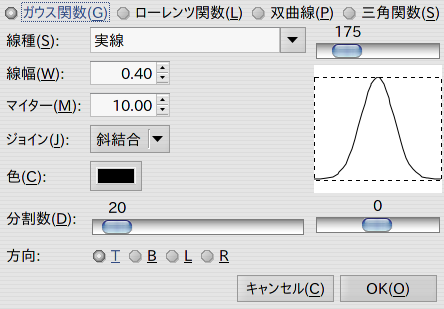 ガウス関数(G) ローレンツ関数(L) 双曲線(P) 三角関数(S)
線種(S): 実線 175
線幅(W): 0.40
マイター(M): 10.00
ジョイン(J): 斜結合
色(C):
分割数(D): 20 0
方向: T B L R
キャンセル(C) OK(O)